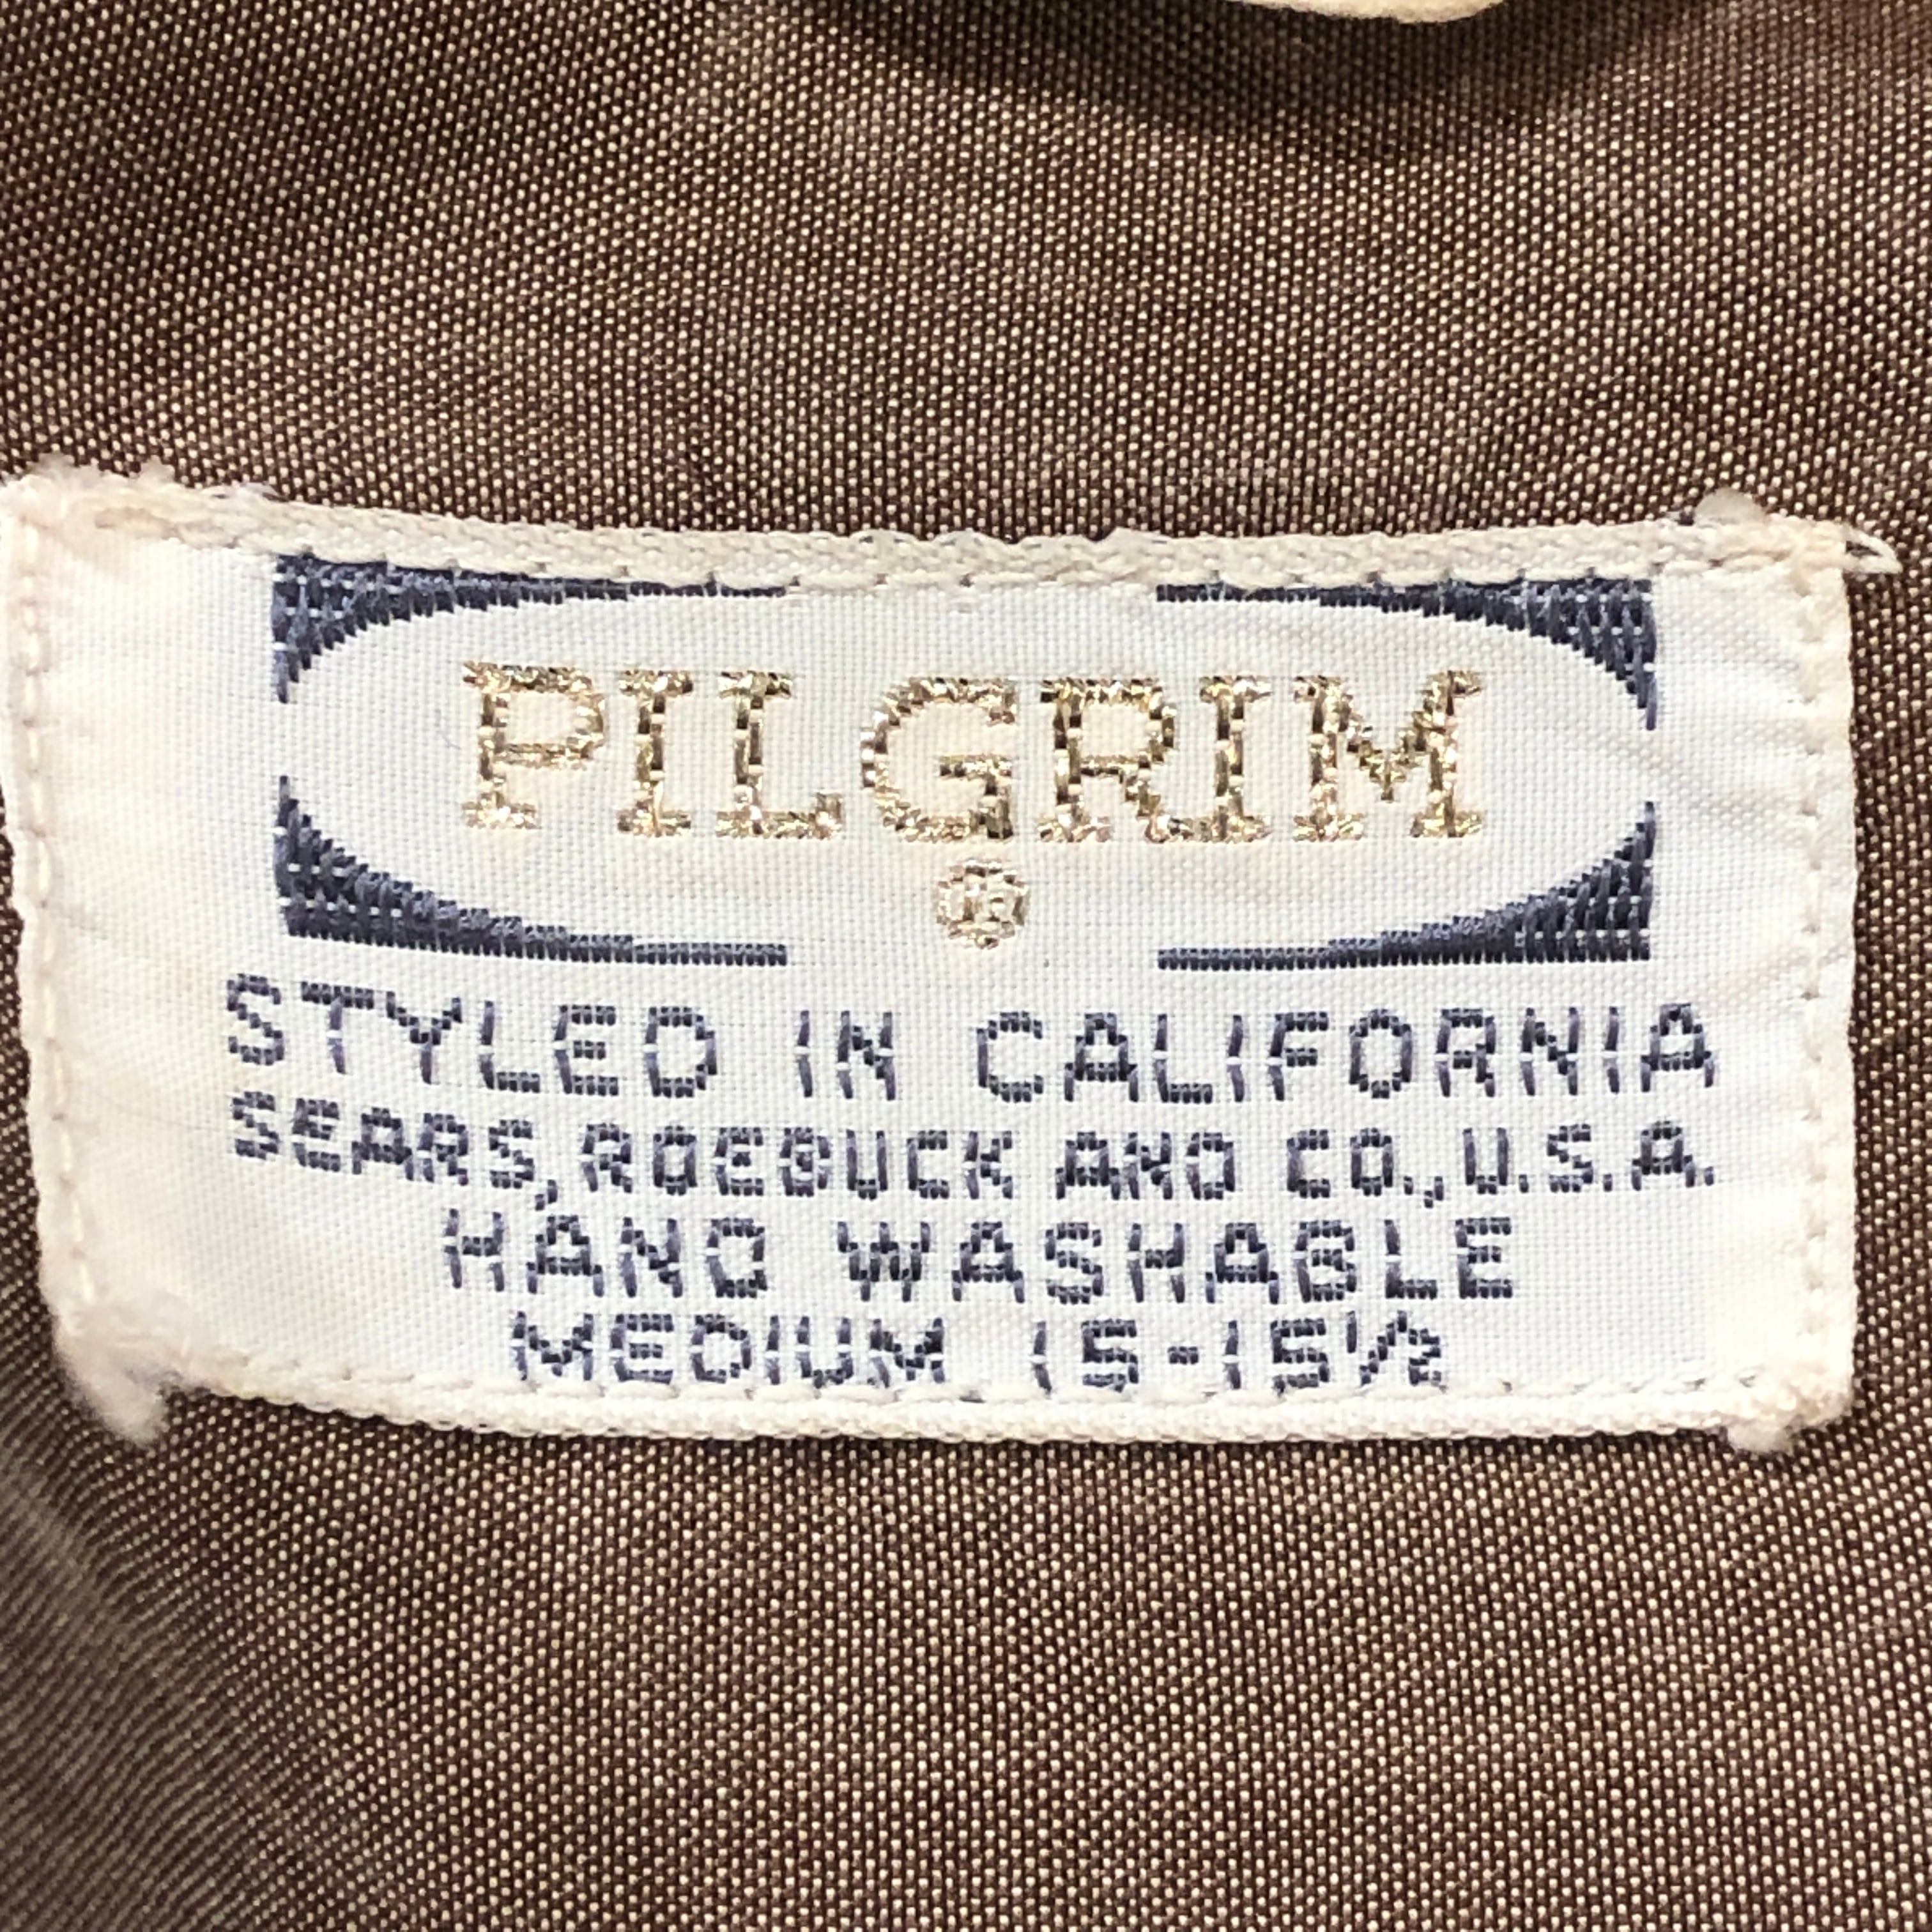 PILGRIM
®
STYLED IN CALIFORNIA
SEARS, ROEBUCK AND CO., U.S.A.
HAND WASHABLE
MEDIUM 15-15½